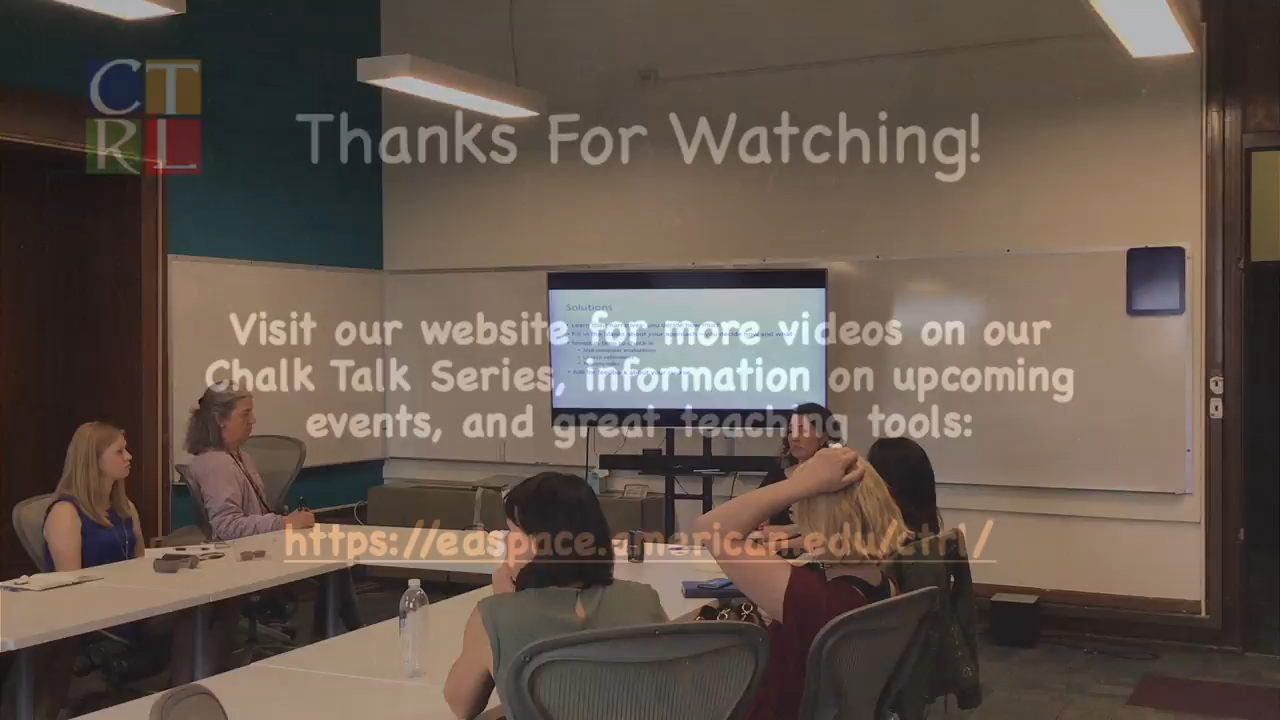 CT
RL
Thanks For Watching!
Solutions
Visit our website for more videos on our
Chalk Talk Series, information on upcoming
events, and great teaching tools:
https://edspace.american.edu/ctrl/